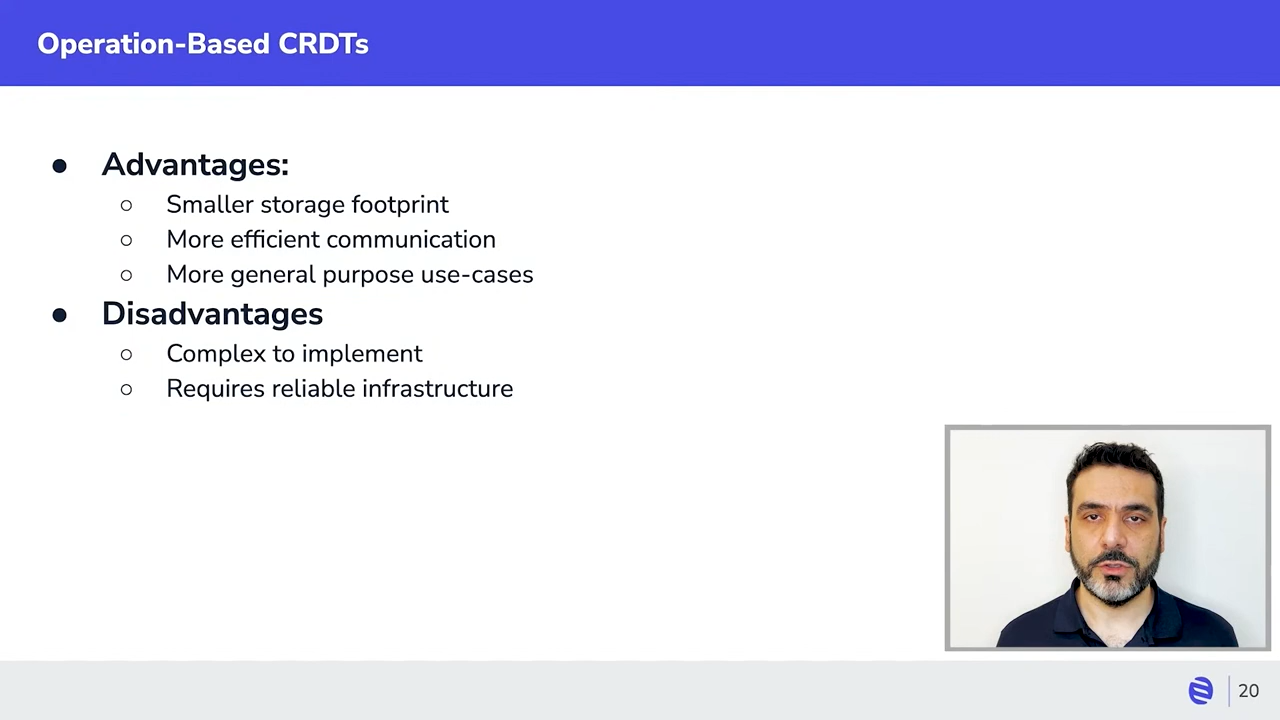 Operation-Based CRDTs
● Advantages:
○ Smaller storage footprint
○ More efficient communication
○ More general purpose use-cases
● Disadvantages
○ Complex to implement
○ Requires reliable infrastructure
20